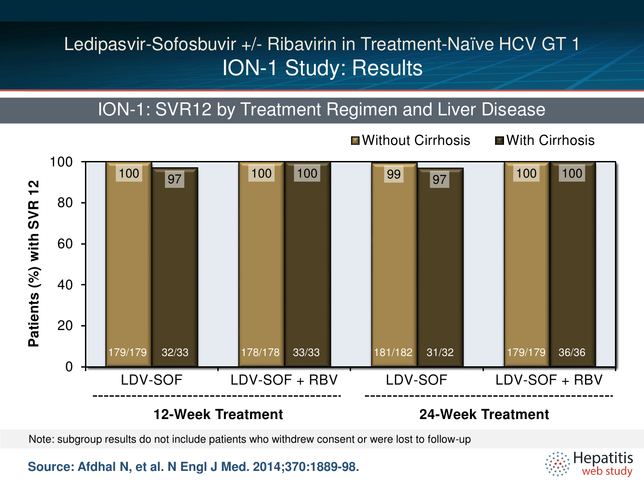 Ledipasvir-Sofosbuvir +/- Ribavirin in Treatment-Naïve HCV GT 1
ION-1 Study: Results
ION-1: SVR12 by Treatment Regimen and Liver Disease
Without Cirrhosis With Cirrhosis
Patients (%) with SVR 12
100
80
60
40
20
0
100 97 100 100 99 97 100 100
179/179 32/33 178/178 33/33 181/182 31/32 179/179 36/36
LDV-SOF LDV-SOF + RBV LDV-SOF LDV-SOF + RBV
12-Week Treatment 24-Week Treatment
Note: subgroup results do not include patients who withdrew consent or were lost to follow-up
Source: Afdhal N, et al. N Engl J Med. 2014;370:1889-98.
Hepatitis
web study